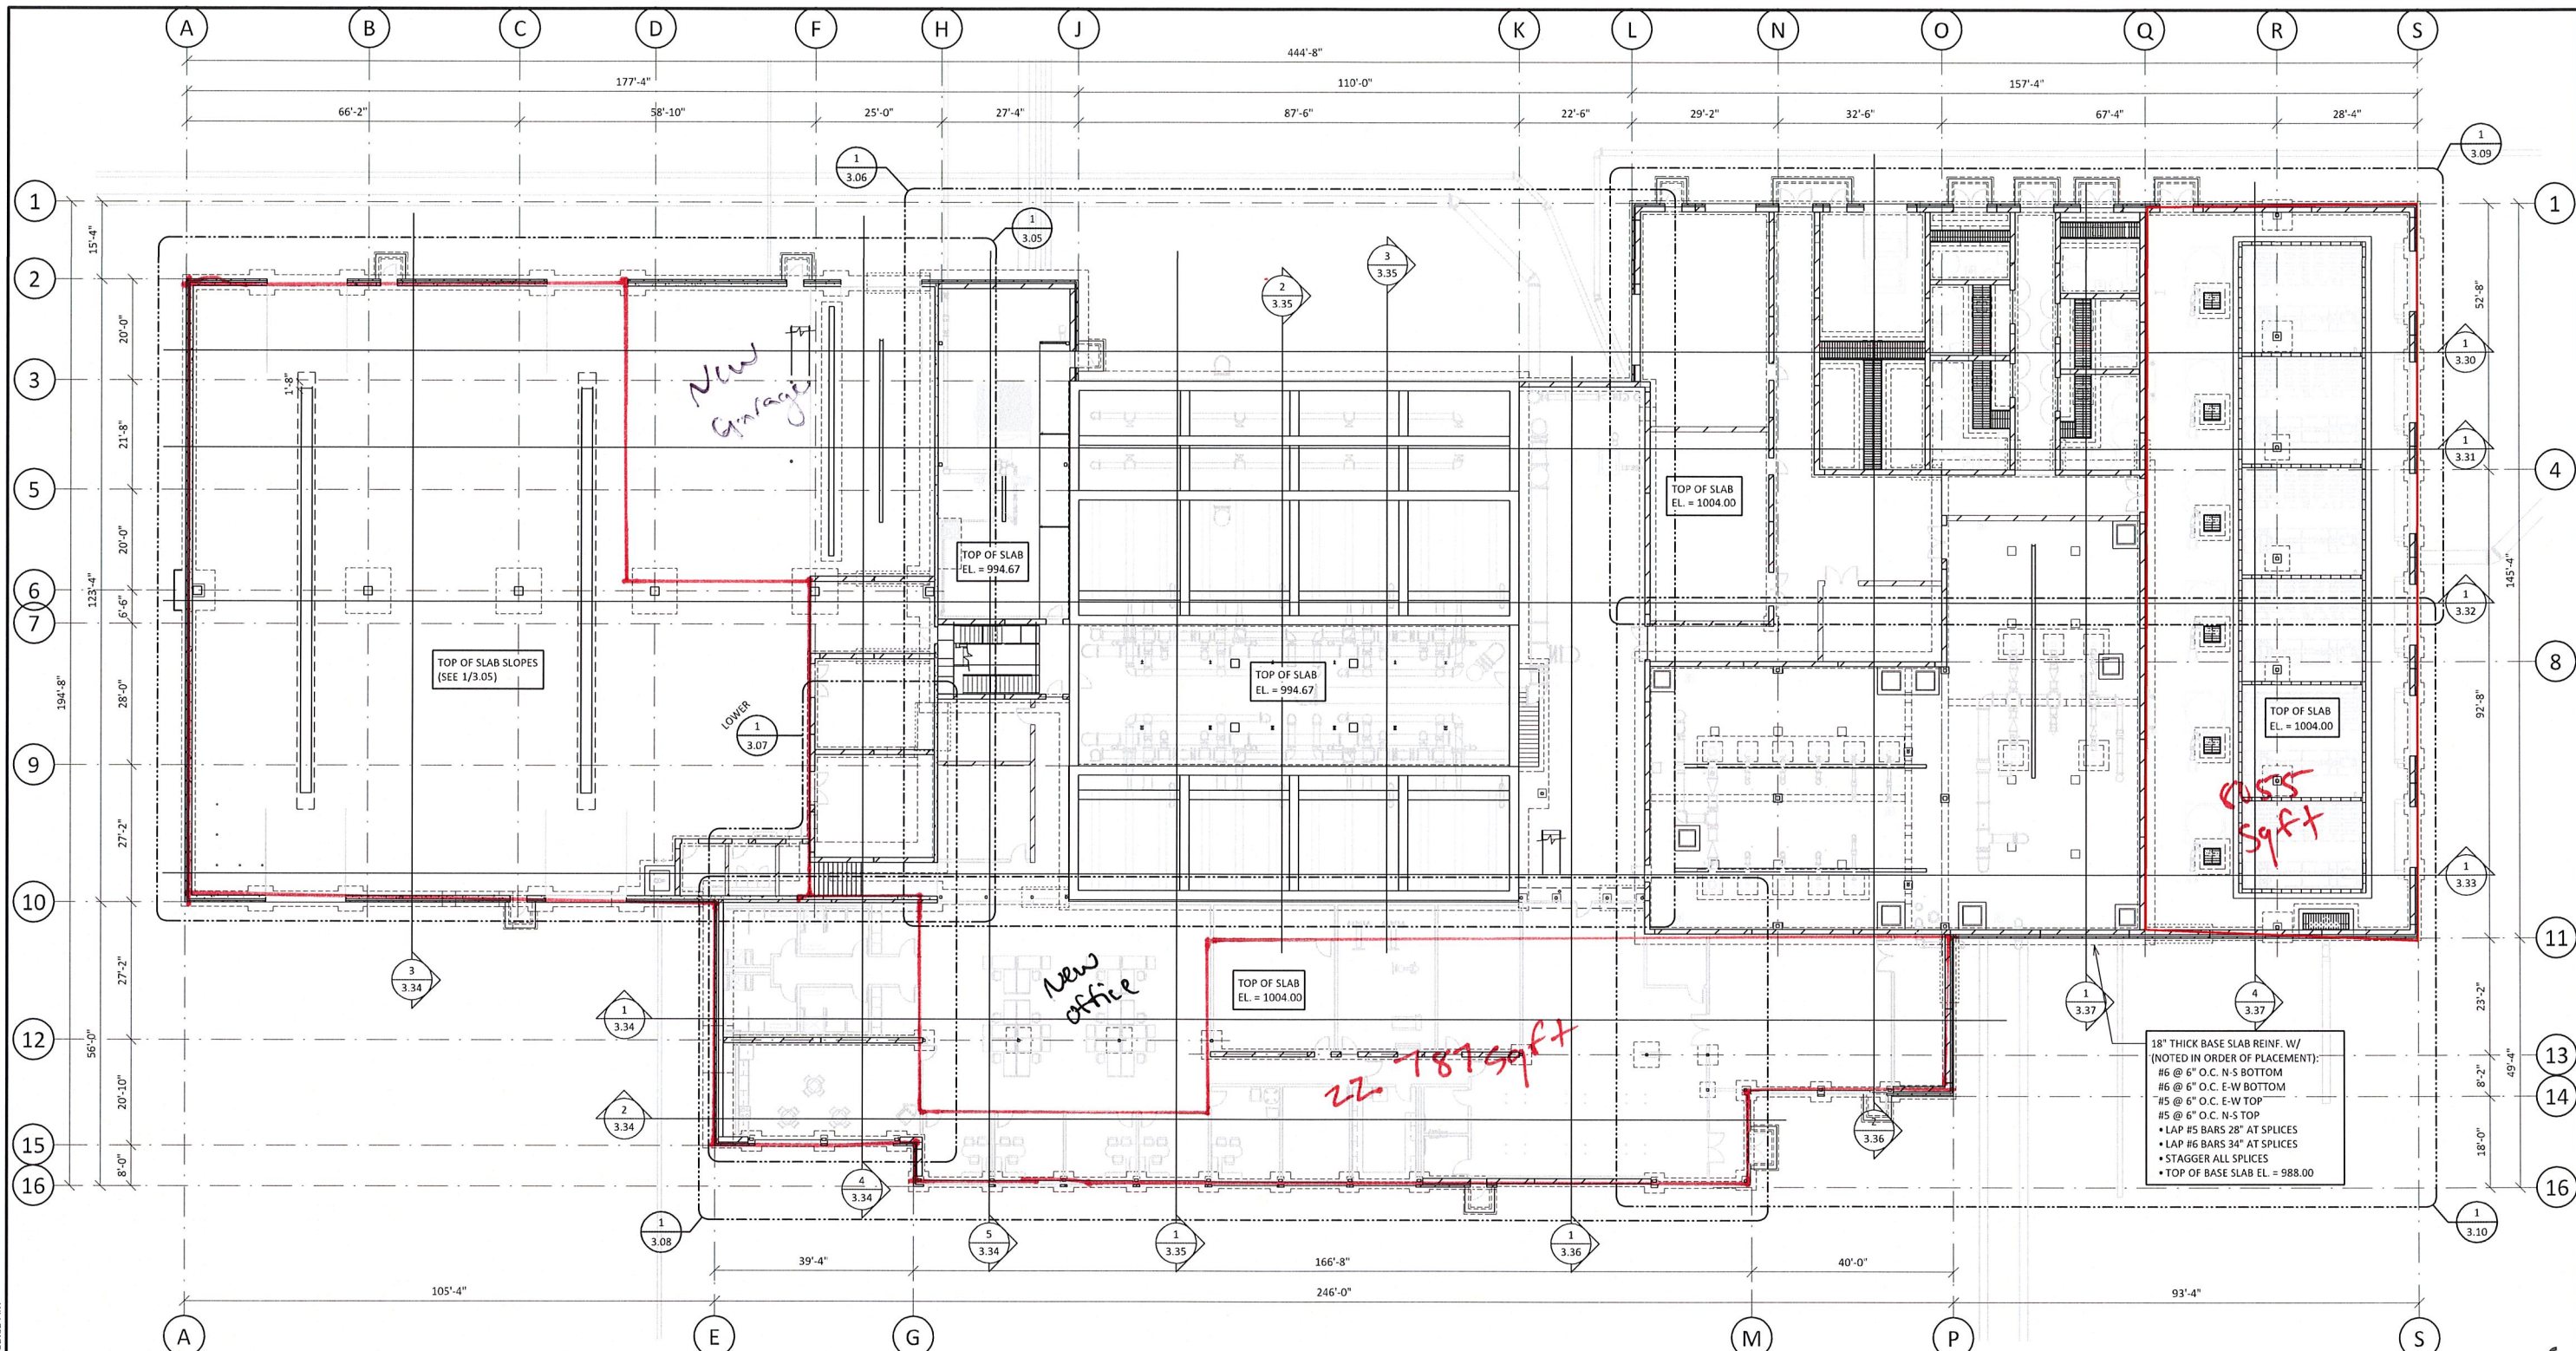 A B C D F H J K L N O Q R S
444'-8"
177'-4" 110'-0" 157'-4"
66'-2" 58'-10" 25'-0" 27'-4" 87'-6" 22'-6" 29'-2" 32'-6" 67'-4" 28'-4"
1
3.09
1
3.06
1
3.05
1 1
15'-4"
2
3
3.35
2
3.35
52'-8"
20'-0"
New
Garage
1
3.30
3
1'-8"
21'-8"
1
3.31
4
5
TOP OF SLAB
EL. = 1004.00
20'-0"
TOP OF SLAB
EL. = 994.67
123'-4"
145'-4"
6
6'-6"
7
1
3.32
194'-8"
28'-0"
TOP OF SLAB SLOPES
(SEE 1/3.05)
TOP OF SLAB
EL. = 994.67
8
LOWER
1
3.07
TOP OF SLAB
EL. = 1004.00
92'-8"
9
27'-2"
8055
sqft
1
3.33
10
11
3
3.34
27'-2"
New
office
TOP OF SLAB
EL. = 1004.00
1
3.34
1
3.37
4
3.37
23'-2"
12
56'-0"
22 787 sqft
13
8'-2"
49'-4"
14
20'-10"
2
3.34
2
3.36
18" THICK BASE SLAB REINF. W/
(NOTED IN ORDER OF PLACEMENT):
#6 @ 6" O.C. N-S BOTTOM
#6 @ 6" O.C. E-W BOTTOM
#5 @ 6" O.C. E-W TOP
#5 @ 6" O.C. N-S TOP
• LAP #5 BARS 28" AT SPLICES
• LAP #6 BARS 34" AT SPLICES
• STAGGER ALL SPLICES
• TOP OF BASE SLAB EL. = 988.00
18'-0"
15
8'-0"
16 16
4
3.34
1
3.08
5
3.34
1
3.35
1
3.36
1
3.10
39'-4" 166'-8" 40'-0"
105'-4" 246'-0" 93'-4"
A E G M P S